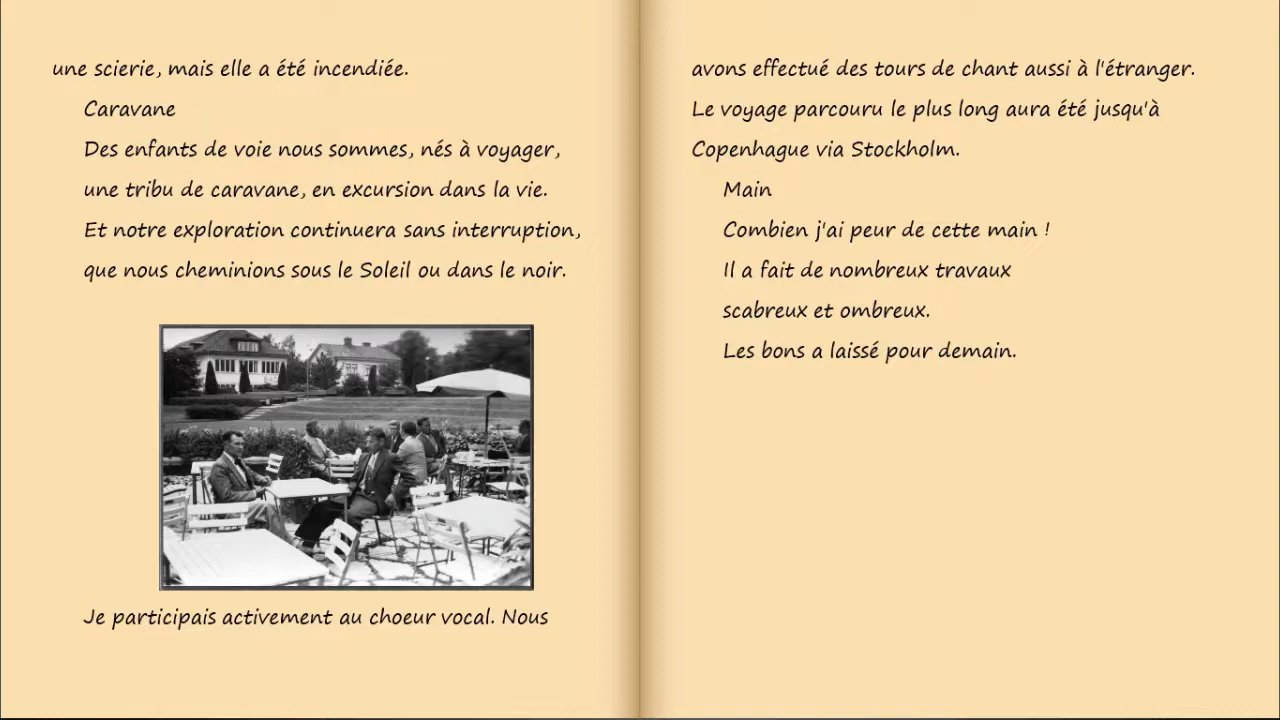 une scierie, mais elle a été incendiée.
Caravane
Des enfants de voie nous sommes, nés à voyager,
une tribu de caravane, en excursion dans la vie.
Et notre exploration continuera sans interruption,
que nous cheminions sous le Soleil ou dans le noir.
Je participais activement au choeur vocal. Nous
avons effectué des tours de chant aussi à l'étranger.
Le voyage parcouru le plus long aura été jusqu'à
Copenhague via Stockholm.
Main
Combien j'ai peur de cette main !
Il a fait de nombreux travaux
scabreux et ombreux.
Les bons a laissé pour demain.